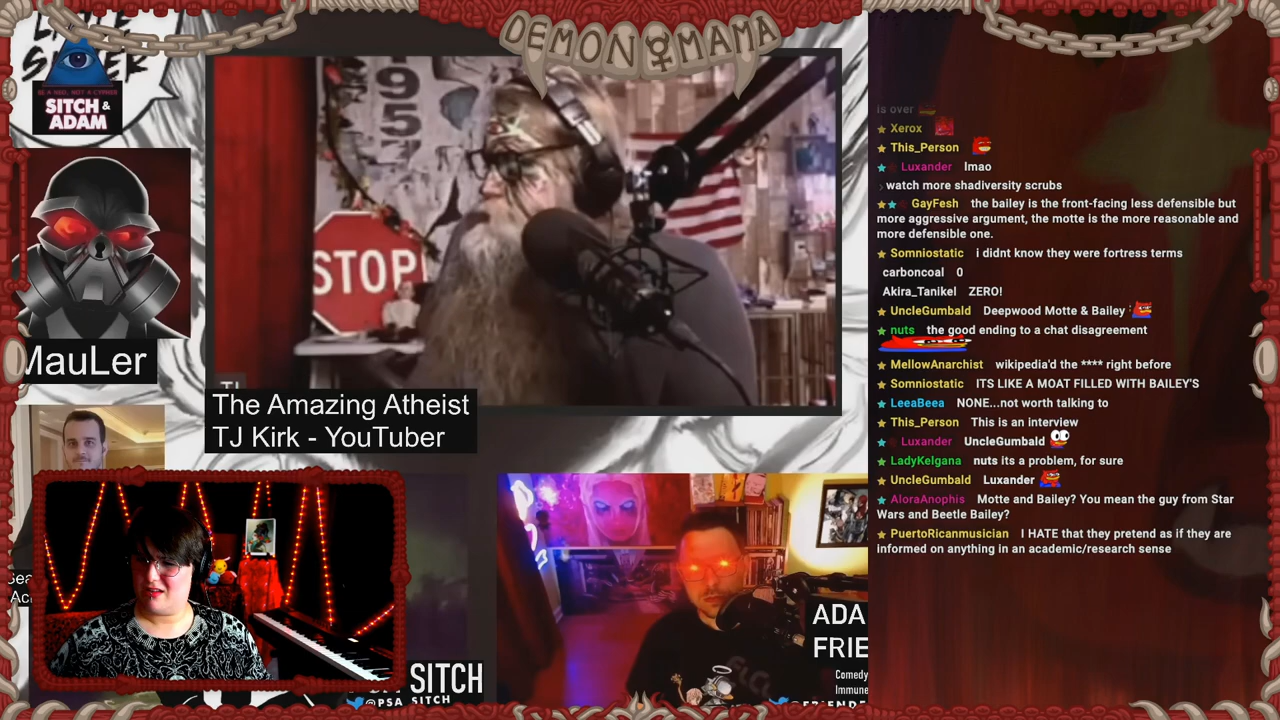 DEMON MAMA
BE A NEO, NOT A CYPHER
SITCH &
ADAM
1957
STOP
MauLer
The Amazing Atheist
TJ Kirk - YouTuber
SITCH
@PSA_SITCH
ADA
FRIE
Comedy
Immune
is over
Xerox
This_Person
Luxander lmao
watch more shadiversity scrubs
GayFesh the bailey is the front-facing less defensible but
more aggressive argument, the motte is the more reasonable and
more defensible one.
Somniostatic i didnt know they were fortress terms
carboncoal 0
Akira_Tanikel ZERO!
UncleGumbald Deepwood Motte & Bailey
nuts the good ending to a chat disagreement
MellowAnarchist wikipedia'd the **** right before
Somniostatic ITS LIKE A MOAT FILLED WITH BAILEY'S
LeeaBeea NONE...not worth talking to
This_Person This is an interview
Luxander UncleGumbald
LadyKelgana nuts its a problem, for sure
UncleGumbald Luxander
AloraAnophis Motte and Bailey? You mean the guy from Star
Wars and Beetle Bailey?
PuertoRicanmusician I HATE that they pretend as if they are
informed on anything in an academic/research sense